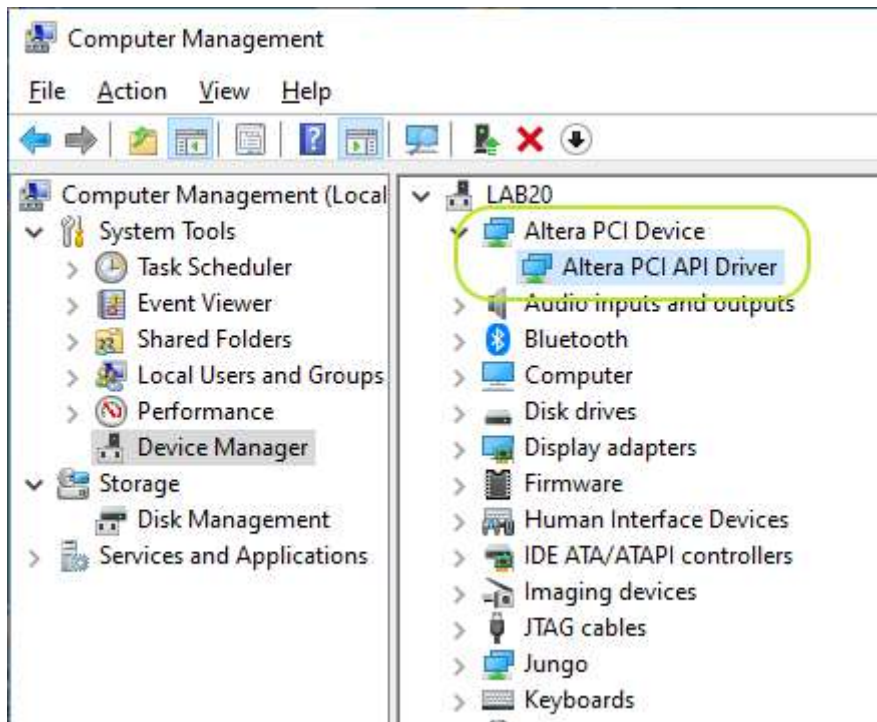 Computer Management
File Action View Help
Computer Management (Local
System Tools
Task Scheduler
Event Viewer
Shared Folders
Local Users and Groups
Performance
Device Manager
Storage
Disk Management
Services and Applications
LAB20
Altera PCI Device
Altera PCI API Driver
Audio inputs and outputs
Bluetooth
Computer
Disk drives
Display adapters
Firmware
Human Interface Devices
IDE ATA/ATAPI controllers
Imaging devices
JTAG cables
Jungo
Keyboards